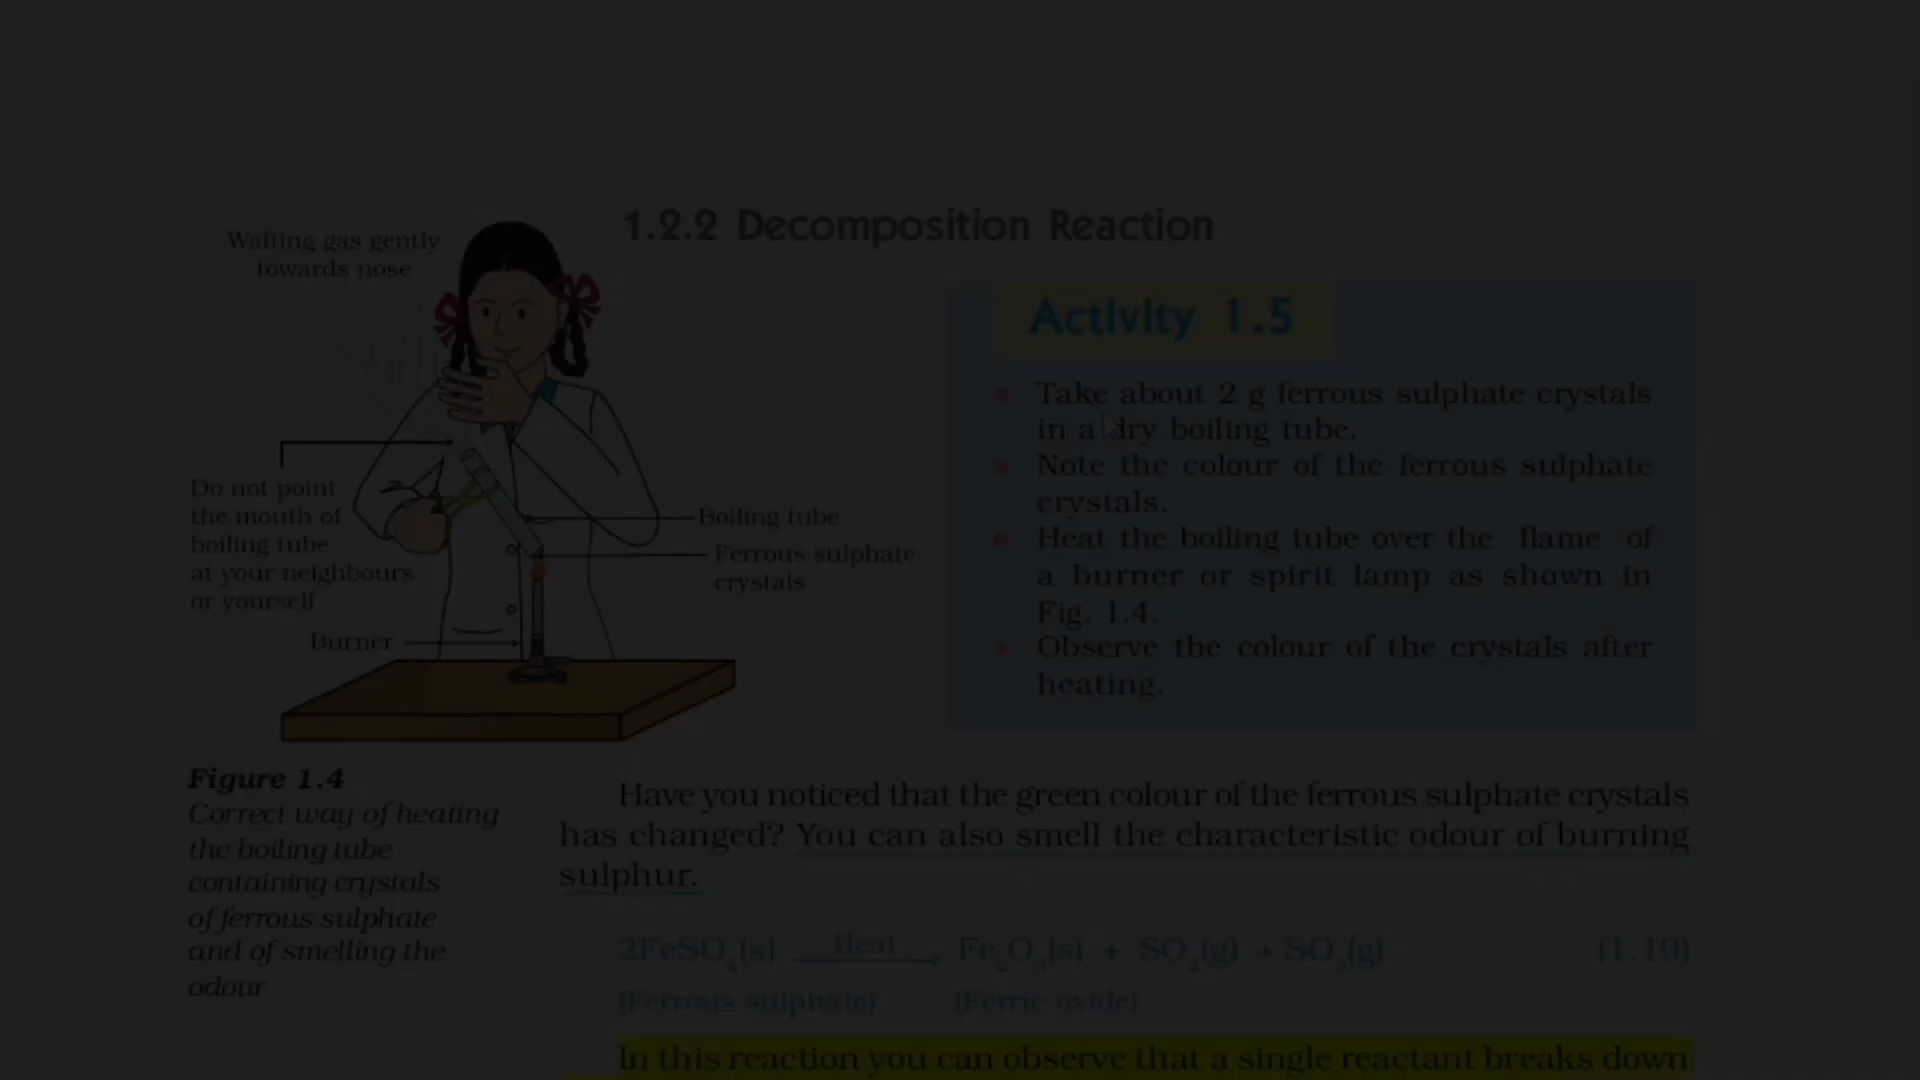 1.2.2 Decomposition Reaction
Wafting gas gently
towards nose
Do not point
the mouth of
boiling tube
at your neighbours
or yourself
Boiling tube
Ferrous sulphate
crystals
Burner
Activity 1.5
Take about 2 g ferrous sulphate crystals
in a dry boiling tube.
Note the colour of the ferrous sulphate
crystals.
Heat the boiling tube over the flame of
a burner or spirit lamp as shown in
Fig. 1.4.
Observe the colour of the crystals after
heating.
Figure 1.4
Correct way of heating
the boiling tube
containing crystals
of ferrous sulphate
and of smelling the
odour
Have you noticed that the green colour of the ferrous sulphate crystals
has changed? You can also smell the characteristic odour of burning
sulphur.
2FeSO₄(s) Heat → Fe₂O₃(s) + SO₂(g) + SO₃(g) (1.19)
(Ferrous sulphate) (Ferric oxide)
In this reaction you can observe that a single reactant breaks down